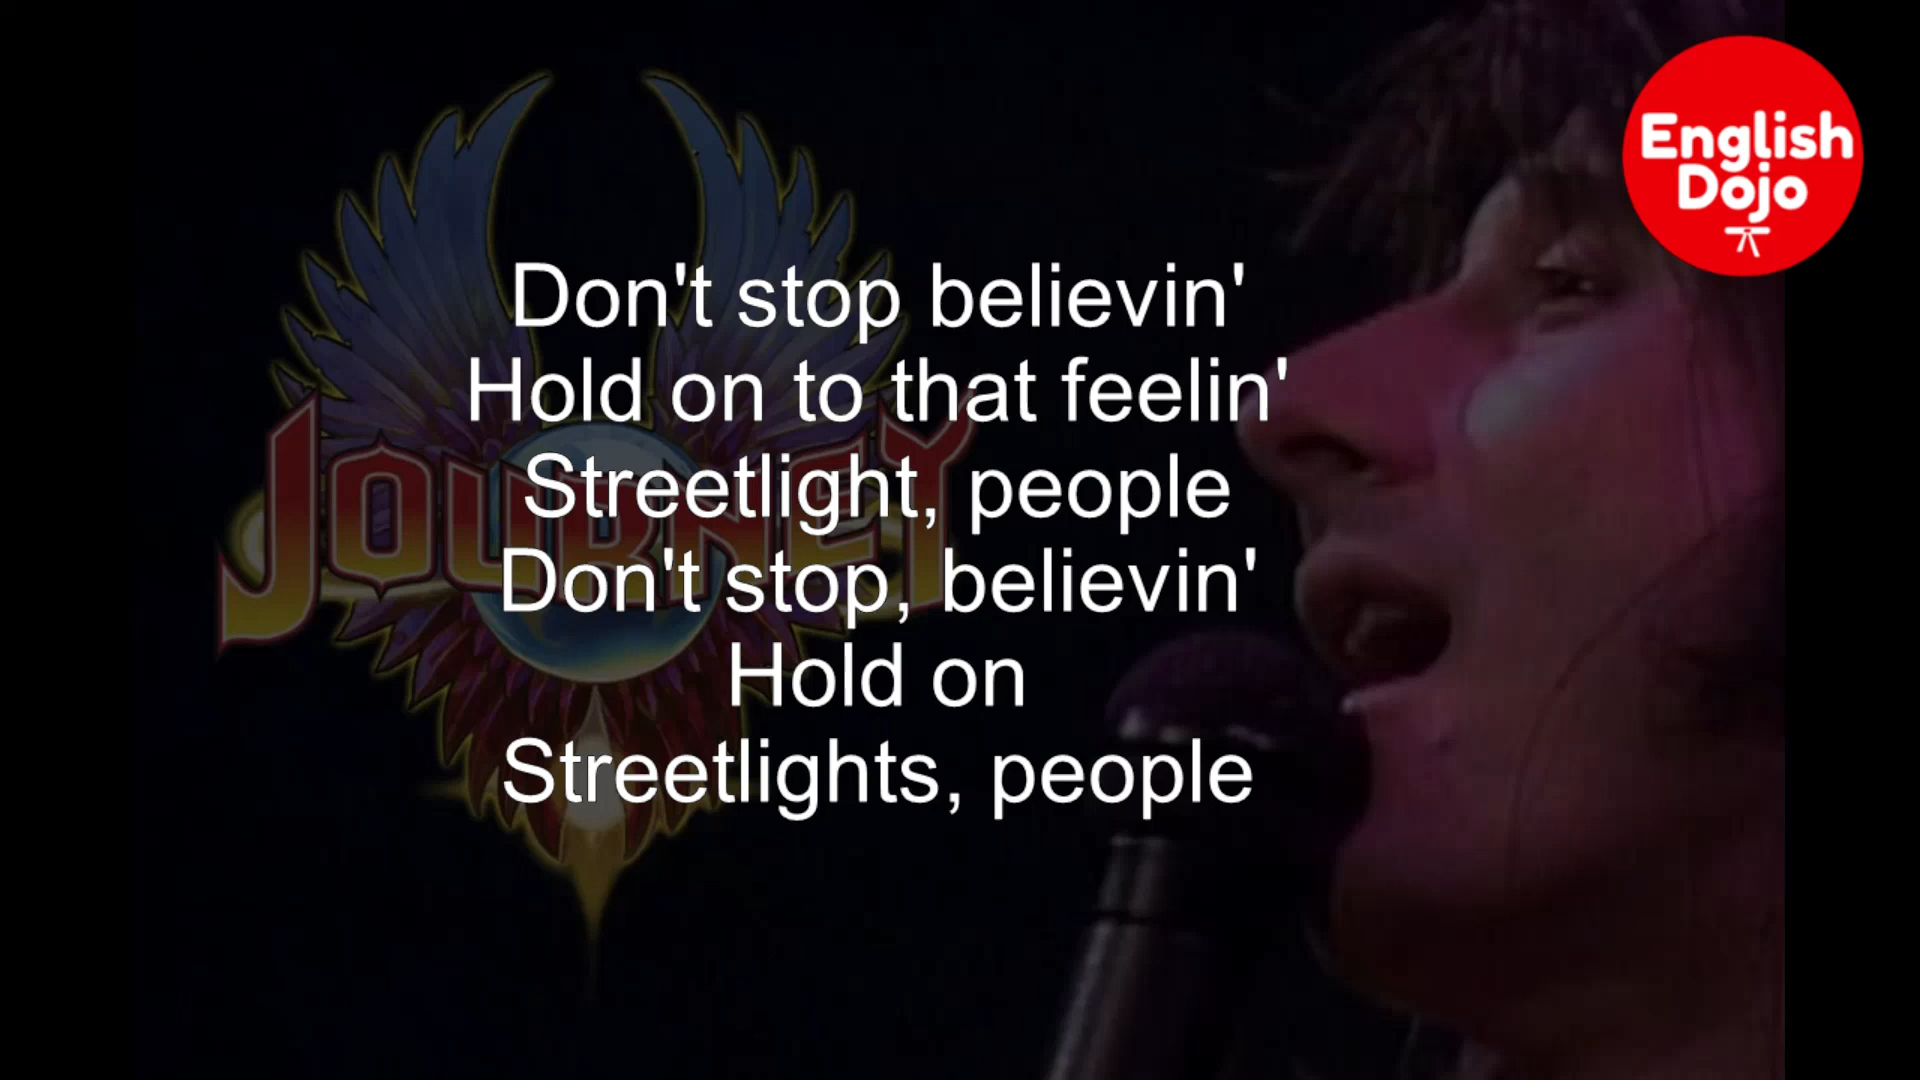 English
Dojo
Don't stop believin'
Hold on to that feelin'
Streetlight, people
JOURNEY
Don't stop, believin'
Hold on
Streetlights, people